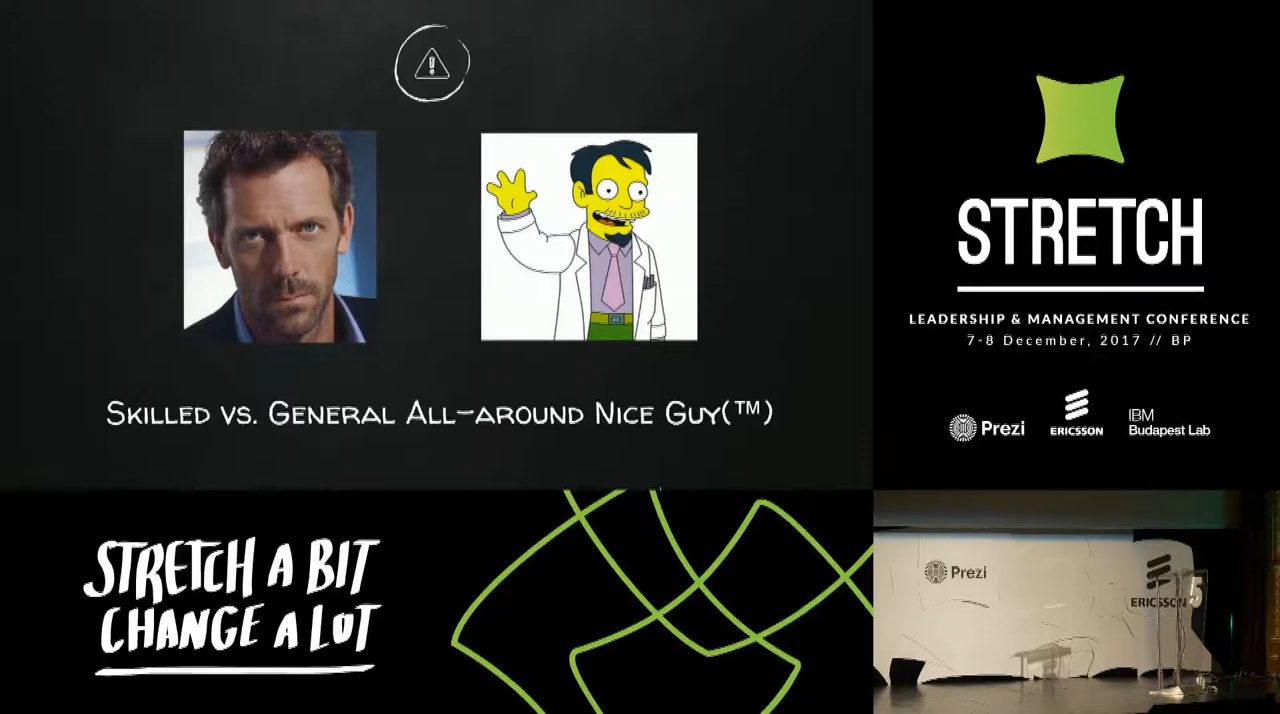 Skilled vs. General All-around Nice Guy(™)
STRETCH
LEADERSHIP & MANAGEMENT CONFERENCE
7-8 December, 2017 // BP
Prezi
ERICSSON
IBM
Budapest Lab
STRETCH A BIT
CHANGE A LOT
Prezi
ERICSSON